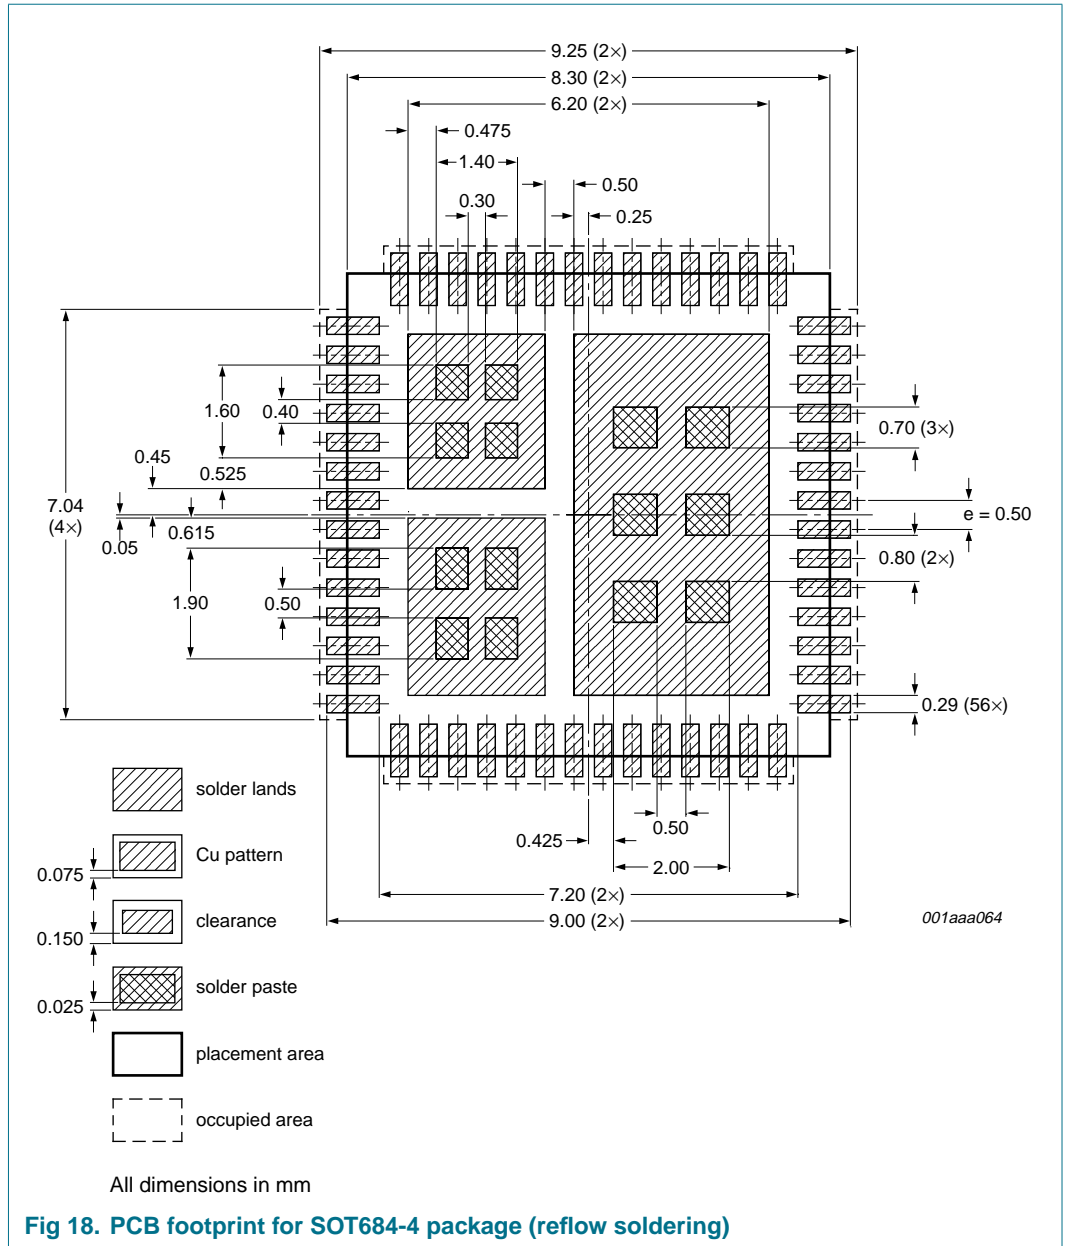 9.25 (2×)
8.30 (2×)
6.20 (2×)
0.475
1.40
0.50
0.30
0.25
1.60
0.40
0.70 (3×)
0.45
0.525
7.04
(4×)
0.615
e = 0.50
0.05
0.80 (2×)
1.90
0.50
0.29 (56×)
solder lands
0.425
0.50
Cu pattern
0.075
2.00
7.20 (2×)
clearance
9.00 (2×)
001aaa064
0.150
solder paste
0.025
placement area
occupied area
All dimensions in mm
Fig 18. PCB footprint for SOT684-4 package (reflow soldering)